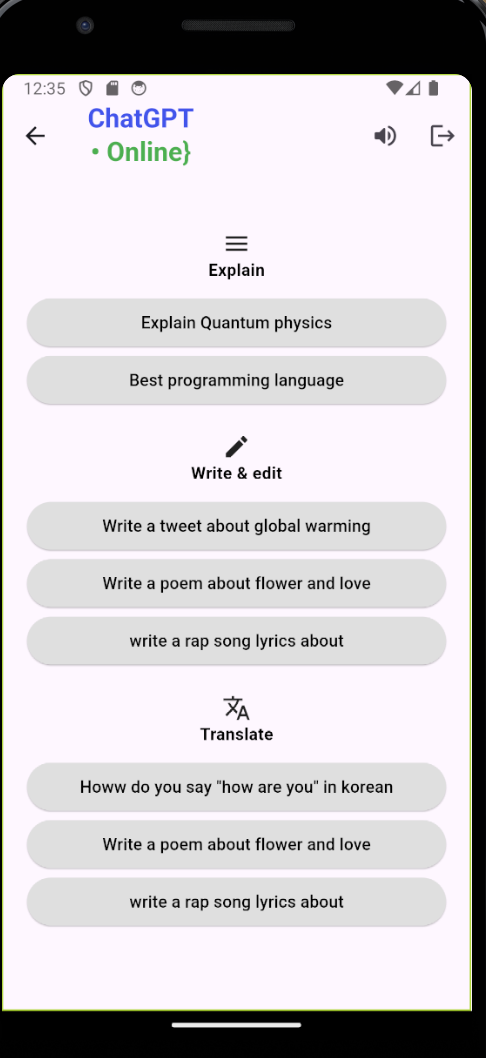 12:35
ChatGPT
• Online}
Explain
Explain Quantum physics
Best programming language
Write & edit
Write a tweet about global warming
Write a poem about flower and love
write a rap song lyrics about
Translate
Howw do you say "how are you" in korean
Write a poem about flower and love
write a rap song lyrics about